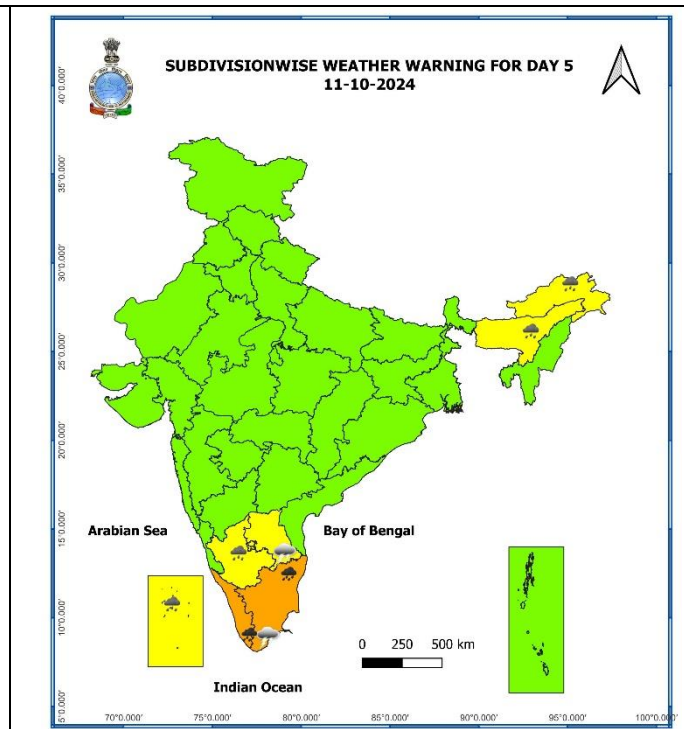 SUBDIVISIONWISE WEATHER WARNING FOR DAY 5
11-10-2024
40°0.000'
35°0.000'
30°0.000'
25°0.000'
20°0.000'
15°0.000'
10°0.000'
5°0.000'
Arabian Sea
Bay of Bengal
0 250 500 km
Indian Ocean
70°0.000' 75°0.000' 80°0.000' 85°0.000' 90°0.000' 95°0.000' 100°0.000'